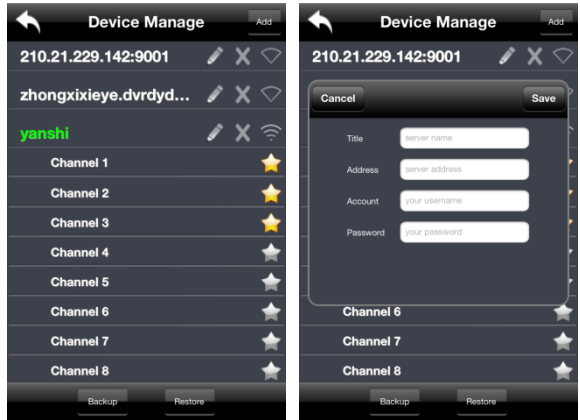 Device Manage
Add
210.21.229.142:9001
zhongxixieye.dvrdyd...
yanshi
Channel 1
Channel 2
Channel 3
Channel 4
Channel 5
Channel 6
Channel 7
Channel 8
Backup Restore
Device Manage
Add
210.21.229.142:9001
Cancel Save
Title server name
Address server address
Account your username
Password your password
Channel 6
Channel 7
Channel 8
Backup Restore